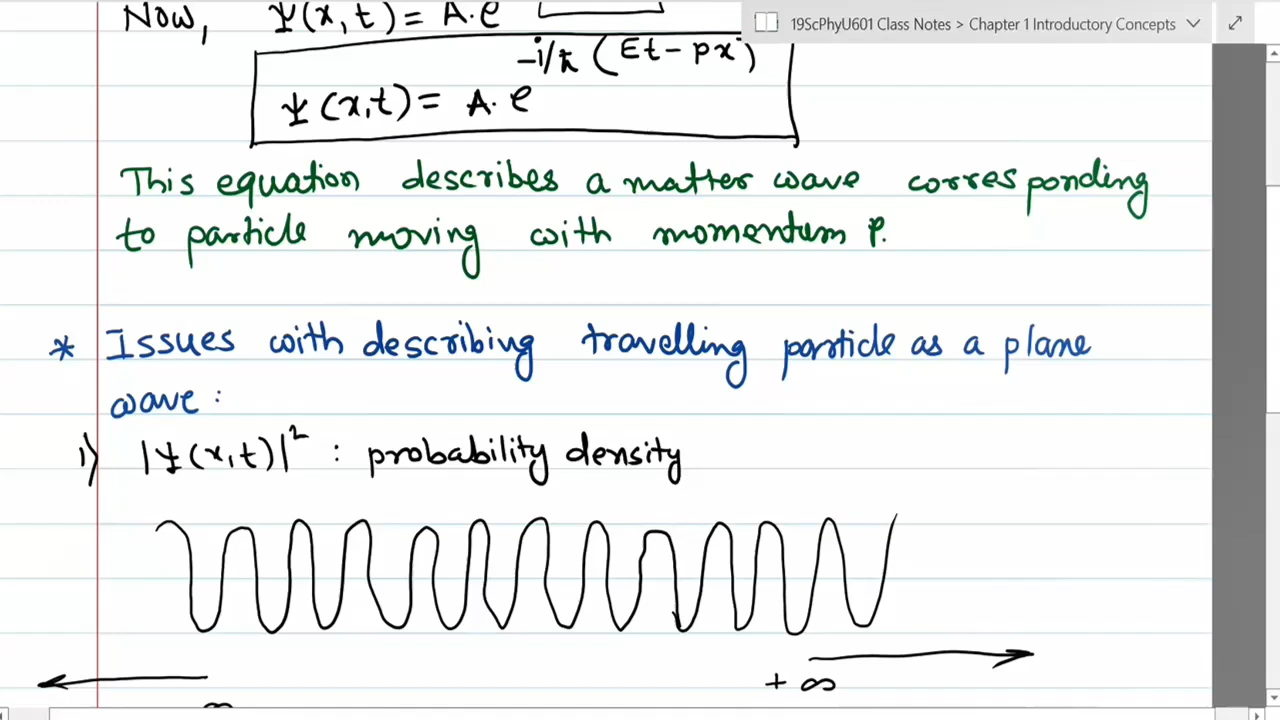 19ScPhyU601 Class Notes > Chapter 1 Introductory Concepts
Now, Ψ(x,t) = A·e
Ψ(x,t) = A·e^{-i/ħ (Et-px)}
This equation describes a matter wave corresponding
to particle moving with momentum p.
* Issues with describing travelling particle as a plane
wave:
i) |Ψ(x,t)|² : probability density
+ ∞
∞